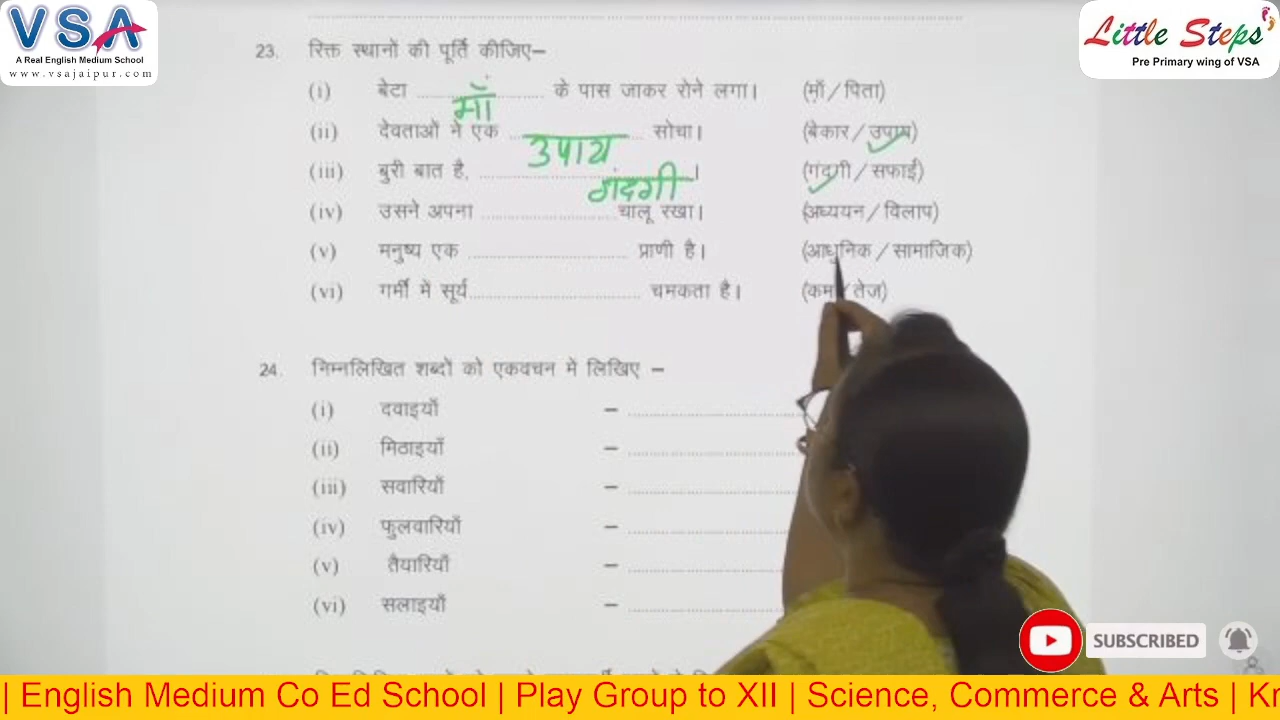 VSA
A Real English Medium School
www.vsajaipur.com
Little Steps
Pre Primary wing of VSA
23. रिक्त स्थानों की पूर्ति कीजिए–
(i) बेटा माँ के पास जाकर रोने लगा। (माँ / पिता)
(ii) देवताओं ने एक उपाय सोचा। (बेकार / उपाय)
(iii) बुरी बात है, गंदगी। (गंदगी / सफाई)
(iv) उसने अपना चालू रखा। (अध्ययन / विलाप)
(v) मनुष्य एक प्राणी है। (आधुनिक / सामाजिक)
(vi) गर्मी में सूर्य चमकता है। (कम / तेज)
24. निम्नलिखित शब्दों को एकवचन में लिखिए –
(i) दवाइयाँ –
(ii) मिठाइयाँ –
(iii) सवारियाँ –
(iv) फुलवारियाँ –
(v) तैयारियाँ –
(vi) सलाइयाँ –
SUBSCRIBED
| English Medium Co Ed School | Play Group to XII | Science, Commerce & Arts |